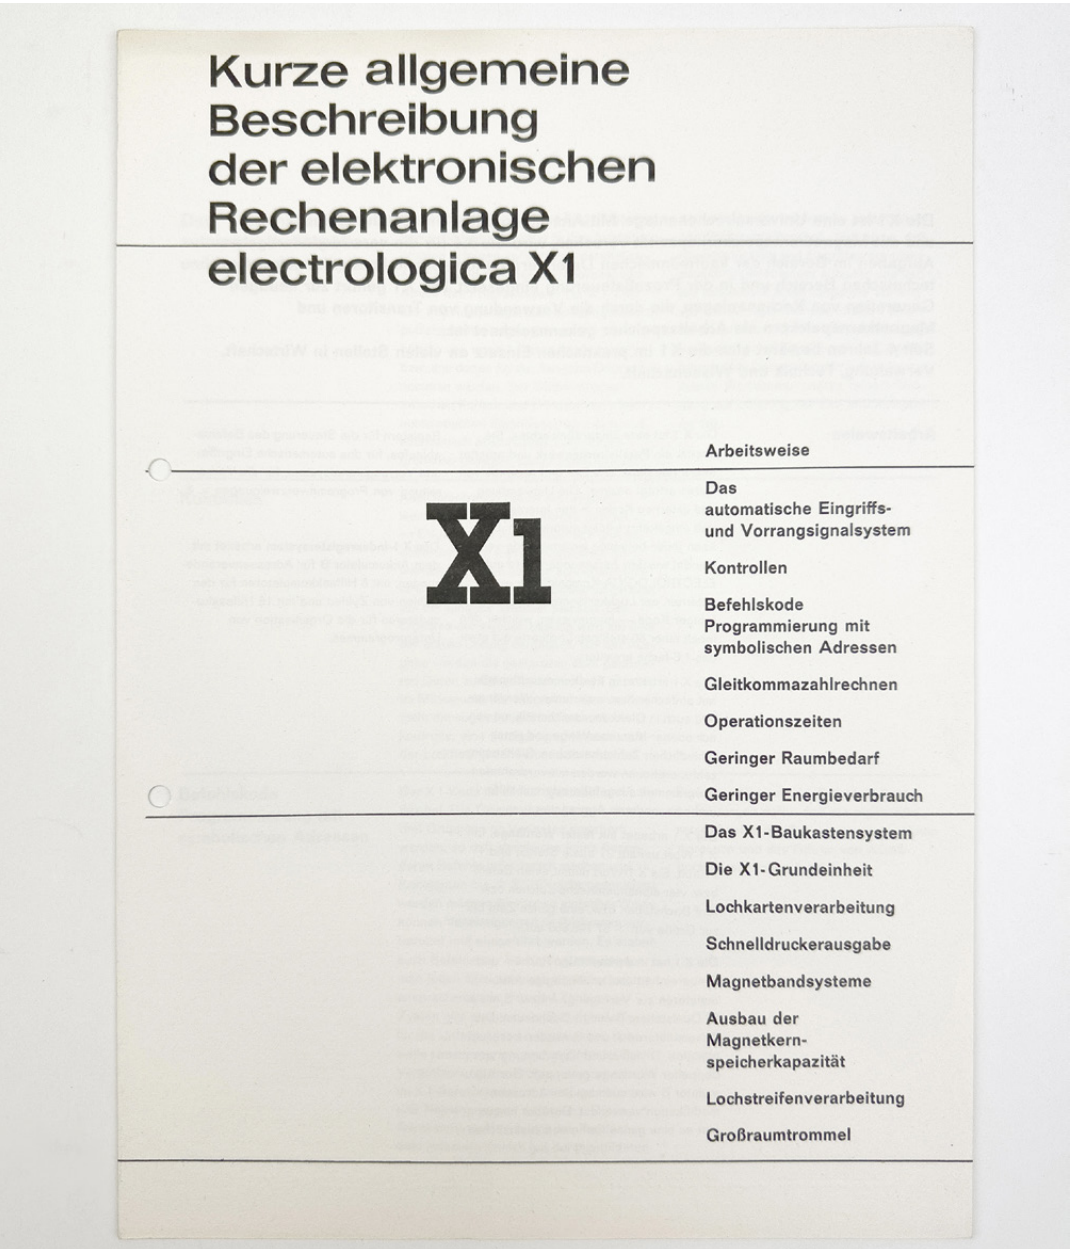 Kurze allgemeine
Beschreibung
der elektronischen
Rechenanlage
electrologica X1
Arbeitsweise
X1
Das
automatische Eingriffs-
und Vorrangsignalsystem
Kontrollen
Befehlskode
Programmierung mit
symbolischen Adressen
Gleitkommazahlrechnen
Operationszeiten
Geringer Raumbedarf
Geringer Energieverbrauch
Das X1-Baukastensystem
Die X1-Grundeinheit
Lochkartenverarbeitung
Schnelldruckerausgabe
Magnetbandsysteme
Ausbau der
Magnetkern-
speicherkapazität
Lochstreifenverarbeitung
Großraumtrommel